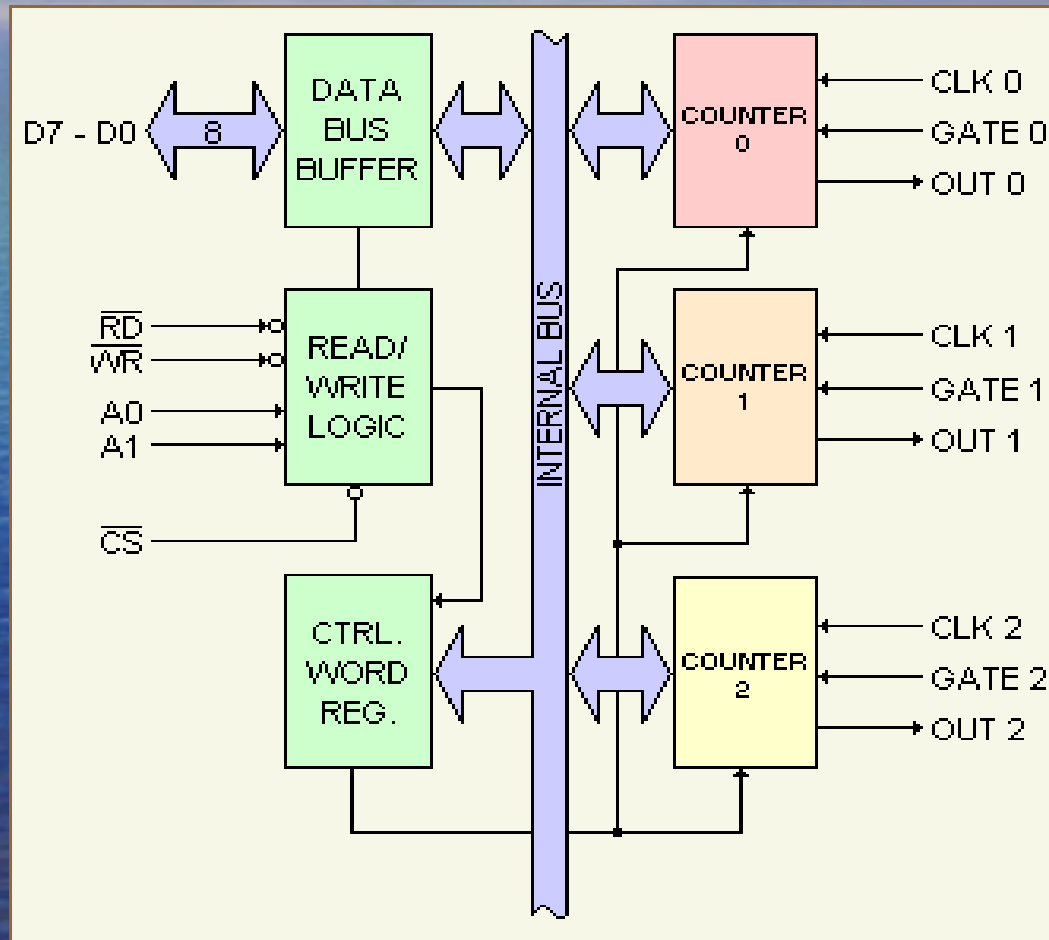 D7 - D0
8
DATA
BUS
BUFFER
COUNTER
0
CLK 0
GATE 0
OUT 0
RD
WR
A0
A1
CS
READ/
WRITE
LOGIC
INTERNAL BUS
COUNTER
1
CLK 1
GATE 1
OUT 1
CTRL.
WORD
REG.
COUNTER
2
CLK 2
GATE 2
OUT 2